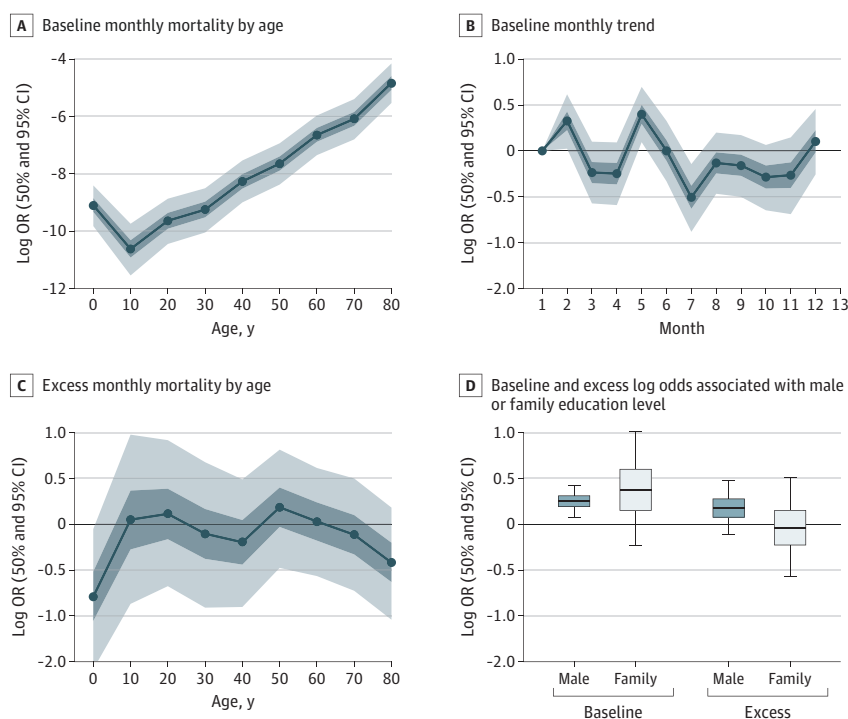 A Baseline monthly mortality by age
-4
-6
-8
-10
-12
Log OR (50% and 95% CI)
0 10 20 30 40 50 60 70 80
Age, y
B Baseline monthly trend
1.0
0.5
0
-0.5
-1.0
-2.0
Log OR (50% and 95% CI)
1 2 3 4 5 6 7 8 9 10 11 12 13
Month
C Excess monthly mortality by age
1.0
0.5
0
-0.5
-1.0
-2.0
Log OR (50% and 95% CI)
0 10 20 30 40 50 60 70 80
Age, y
D Baseline and excess log odds associated with male
or family education level
1.0
0.5
0
-0.5
-1.0
-2.0
Log OR (50% and 95% CI)
Male Family Male Family
Baseline Excess